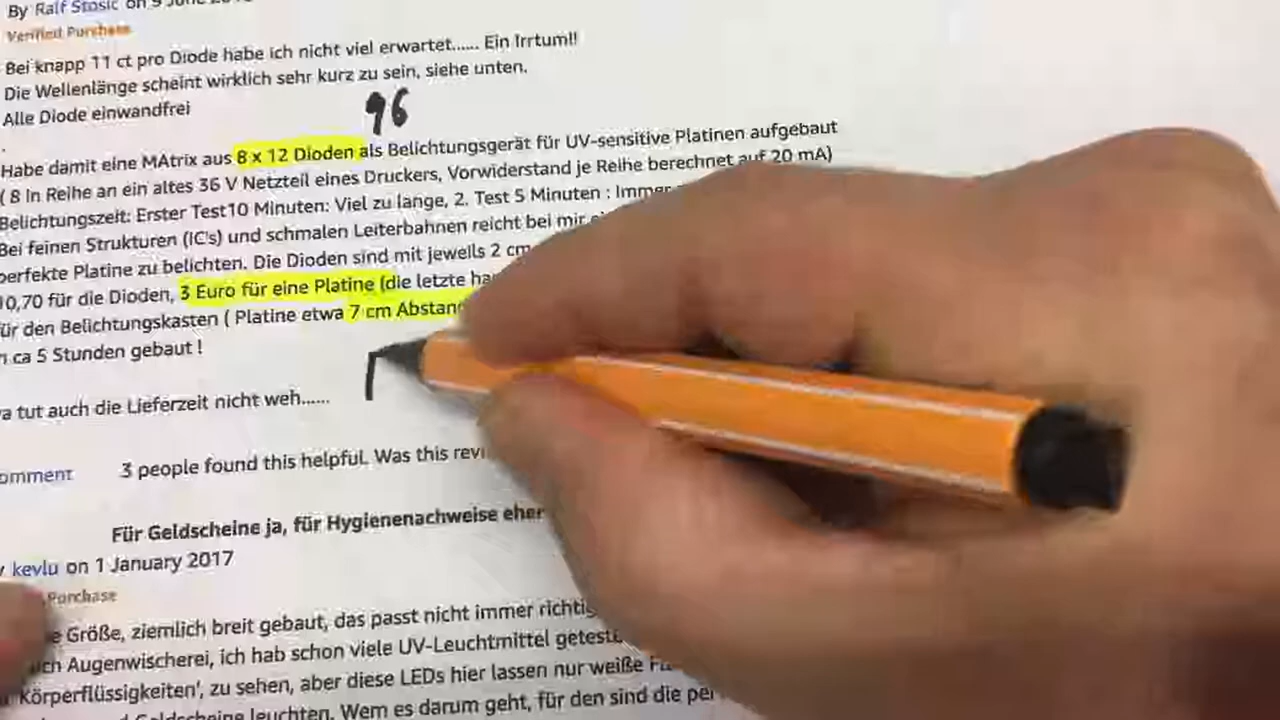 By Ralf Stosic on 9 June
Verified Purchase
Bei knapp 11 ct pro Diode habe ich nicht viel erwartet...... Ein Irrtum!!
Die Wellenlänge scheint wirklich sehr kurz zu sein, siehe unten.
Alle Diode einwandfrei
96
.
Habe damit eine MAtrix aus 8 x 12 Dioden als Belichtungsgerät für UV-sensitive Platinen aufgebaut
( 8 In Reihe an ein altes 36 V Netzteil eines Druckers, Vorwiderstand je Reihe berechnet auf 20 mA)
Belichtungszeit: Erster Test10 Minuten: Viel zu lange, 2. Test 5 Minuten : Immer
Bei feinen Strukturen (IC's) und schmalen Leiterbahnen reicht bei mir
perfekte Platine zu belichten. Die Dioden sind mit jeweils 2 cm
10,70 für die Dioden, 3 Euro für eine Platine (die letzte
für den Belichtungskasten ( Platine etwa 7 cm Abstand
n ca 5 Stunden gebaut !
a tut auch die Lieferzeit nicht weh......
omment 3 people found this helpful. Was this revi
Für Geldscheine ja, für Hygienenachweise eher
y kevlu on 1 January 2017
Purchase
e Größe, ziemlich breit gebaut, das passt nicht immer richtig
uch Augenwischerei, ich hab schon viele UV-Leuchtmittel geteste
Körperflüssigkeiten', zu sehen, aber diese LEDs hier lassen nur weiße
Geldscheine leuchten. Wem es darum geht, für den sind die